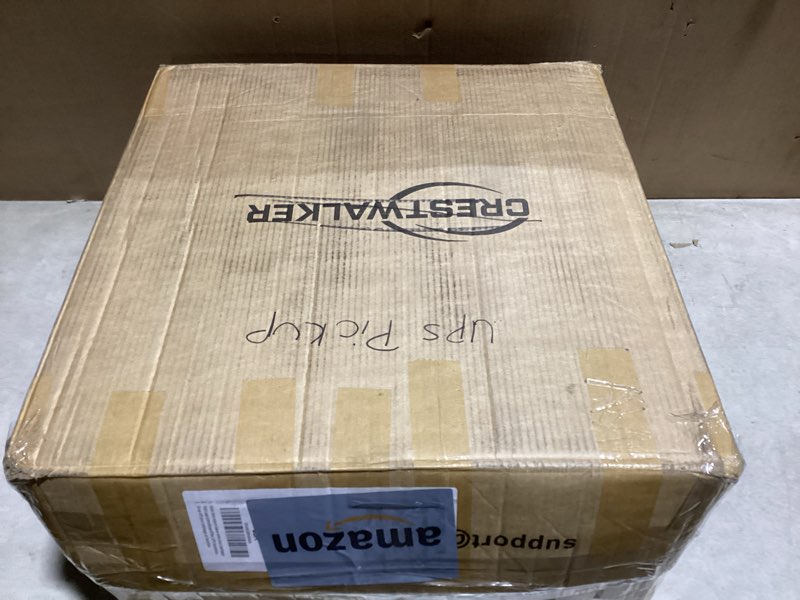 CRESTWALKER
UPS Pickup
support@
amazon